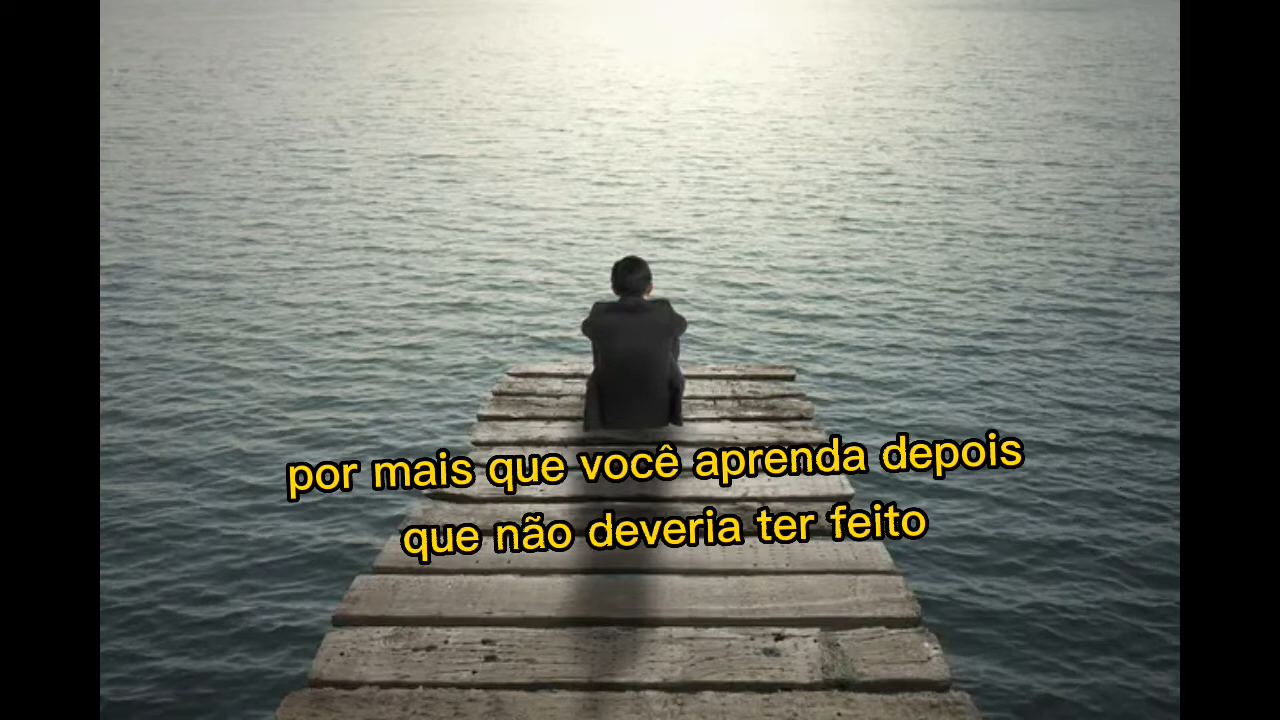 por mais que você aprenda depois
que não deveria ter feito